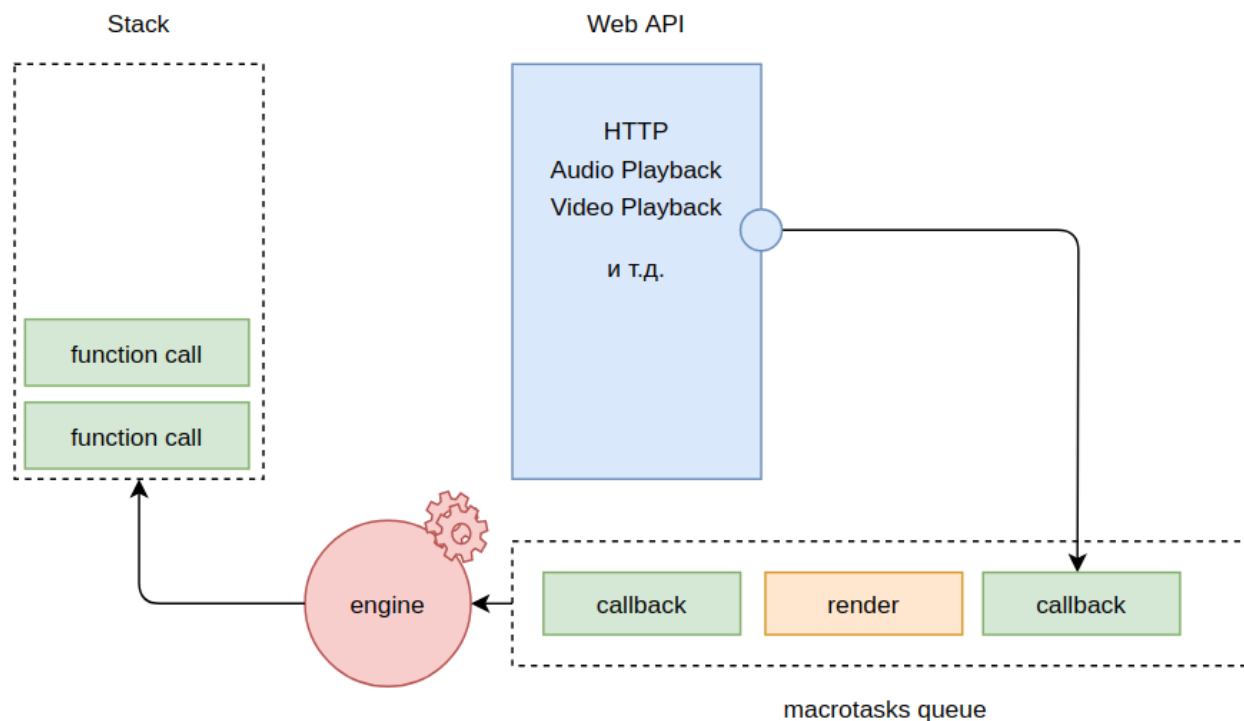 Stack
Web API
HTTP
Audio Playback
Video Playback
и т.д.
function call
function call
engine
callback
render
callback
macrotasks queue